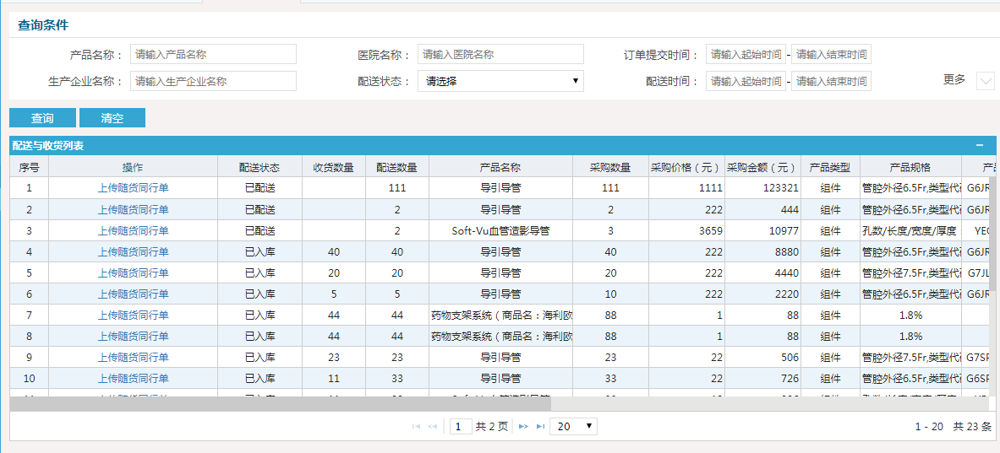 查询条件
产品名称： 请输入产品名称 医院名称： 请输入医院名称 订单提交时间： 请输入起始时间 - 请输入结束时间
生产企业名称： 请输入生产企业名称 配送状态： 请选择 配送时间： 请输入起始时间 - 请输入结束时间 更多
查询 清空
配送与收货列表
序号 操作 配送状态 收货数量 配送数量 产品名称 采购数量 采购价格（元） 采购金额（元） 产品类型 产品规格
1 上传随货同行单 已配送 111 导引导管 111 1111 123321 组件 管腔外径6.5Fr,类型代 G6JR
2 上传随货同行单 已配送 2 导引导管 2 222 444 组件 管腔外径6.5Fr,类型代 G6JR
3 上传随货同行单 已配送 2 Soft-Vu血管造影导管 3 3659 10977 组件 孔数/长度/宽度/厚度： YE
4 上传随货同行单 已入库 40 40 导引导管 40 222 8880 组件 管腔外径6.5Fr,类型代 G6JR
5 上传随货同行单 已入库 20 20 导引导管 20 222 4440 组件 管腔外径7.5Fr,类型代 G7JL
6 上传随货同行单 已入库 5 5 导引导管 10 222 2220 组件 管腔外径6.5Fr,类型代 G6JR
7 上传随货同行单 已入库 44 44 药物支架系统（商品名：海利欧 88 1 88 组件 1.8%
8 上传随货同行单 已入库 44 44 药物支架系统（商品名：海利欧 88 1 88 组件 1.8%
9 上传随货同行单 已入库 23 23 导引导管 23 22 506 组件 管腔外径7.5Fr,类型代 G7SP
10 上传随货同行单 已入库 11 33 导引导管 33 22 726 组件 管腔外径6.5Fr,类型代 G6SP
1 共 2 页 20 1 - 20 共 23 条